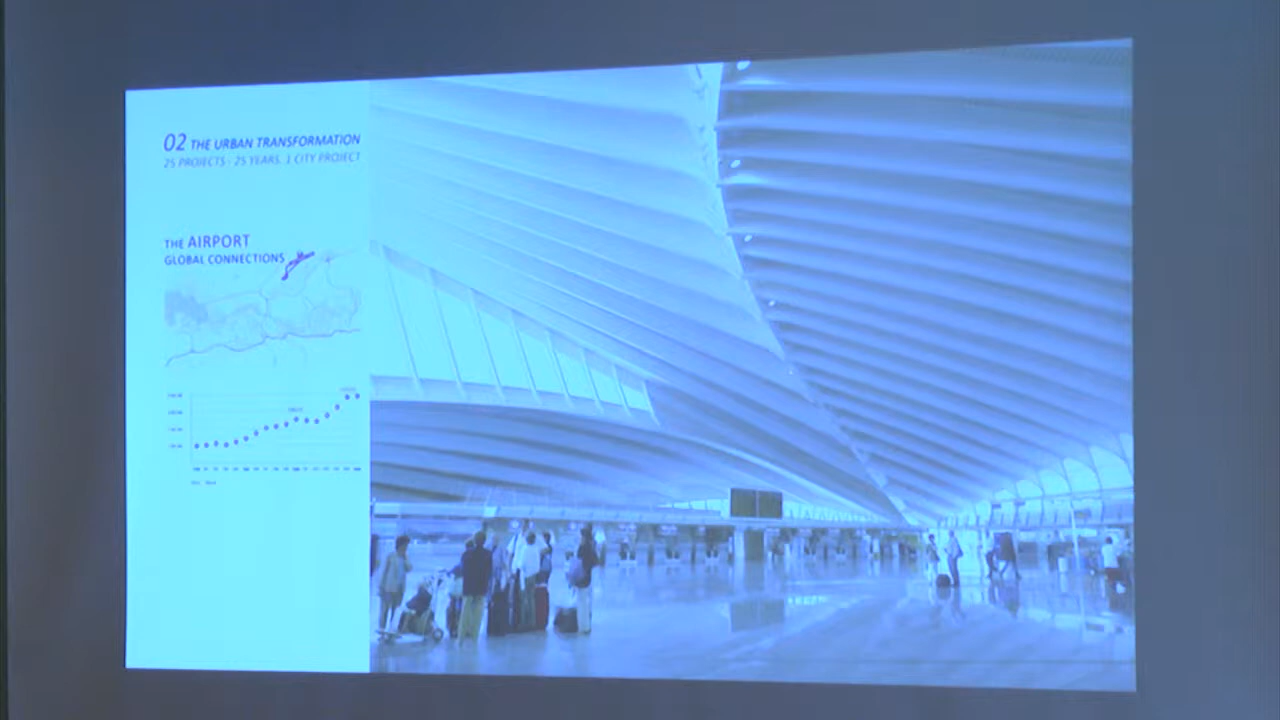 02 THE URBAN TRANSFORMATION
25 PROJECTS - 25 YEARS. 1 CITY PROJECT
THE AIRPORT
GLOBAL CONNECTIONS